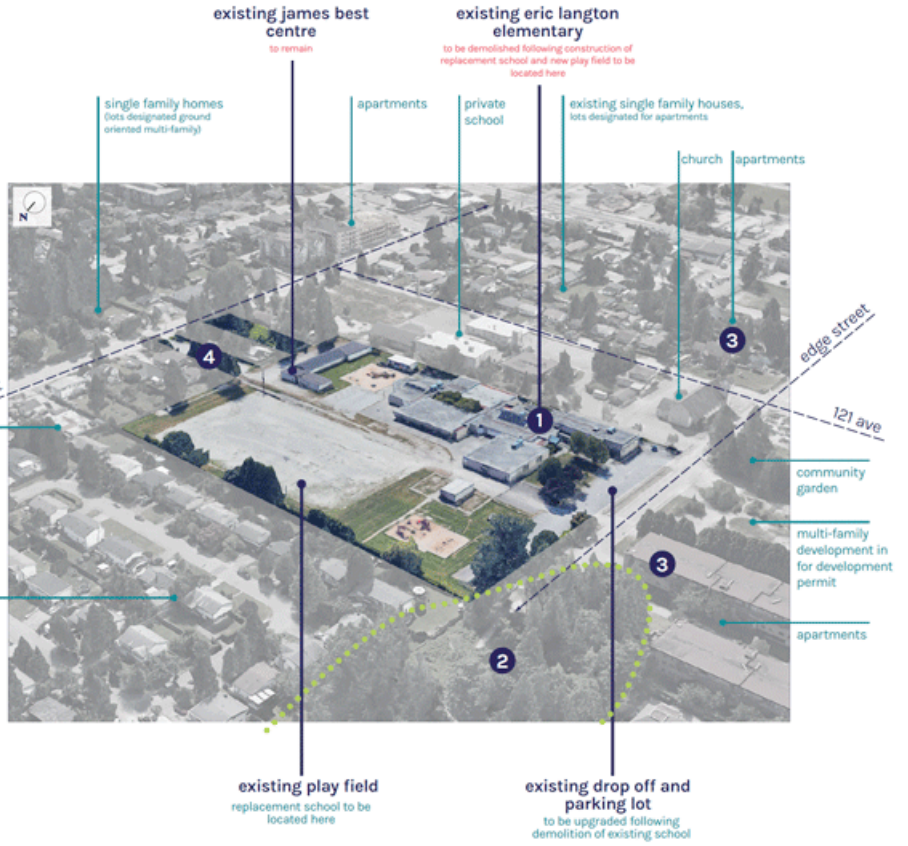 existing james best
centre
to remain
existing eric langton
elementary
to be demolished following construction of
replacement school and new play field to be
located here
single family homes
(lots designated ground
oriented multi-family)
apartments
private
school
existing single family houses,
lots designated for apartments
church
apartments
N
3
edge street
4
1
121 ave
community
garden
multi-family
development in
for development
permit
3
apartments
2
existing play field
replacement school to be
located here
existing drop off and
parking lot
to be upgraded following
demolition of existing school